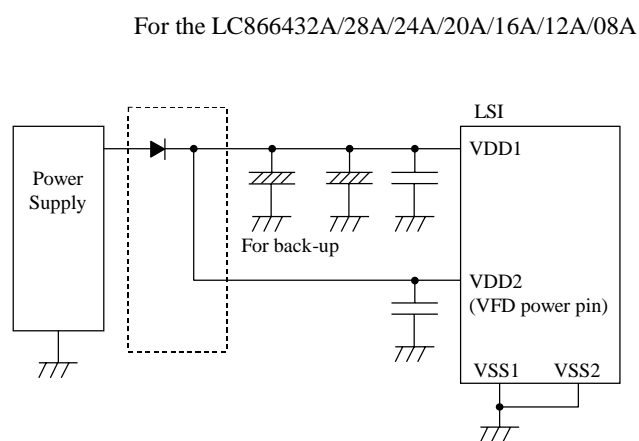 For the LC866432A/28A/24A/20A/16A/12A/08A
LSI
Power
Supply
VDD1
For back-up
VDD2
(VFD power pin)
VSS1 VSS2